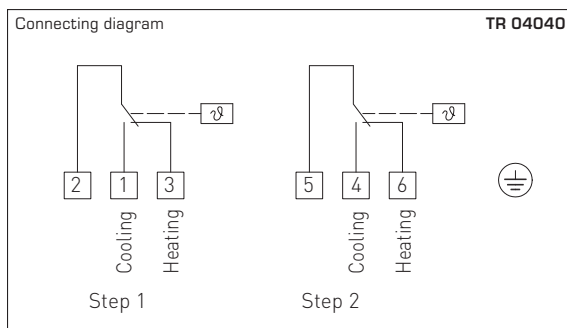 Connecting diagram TR 04040
ϑ ϑ
2 1 3 5 4 6
Cooling Heating Cooling Heating
Step 1 Step 2